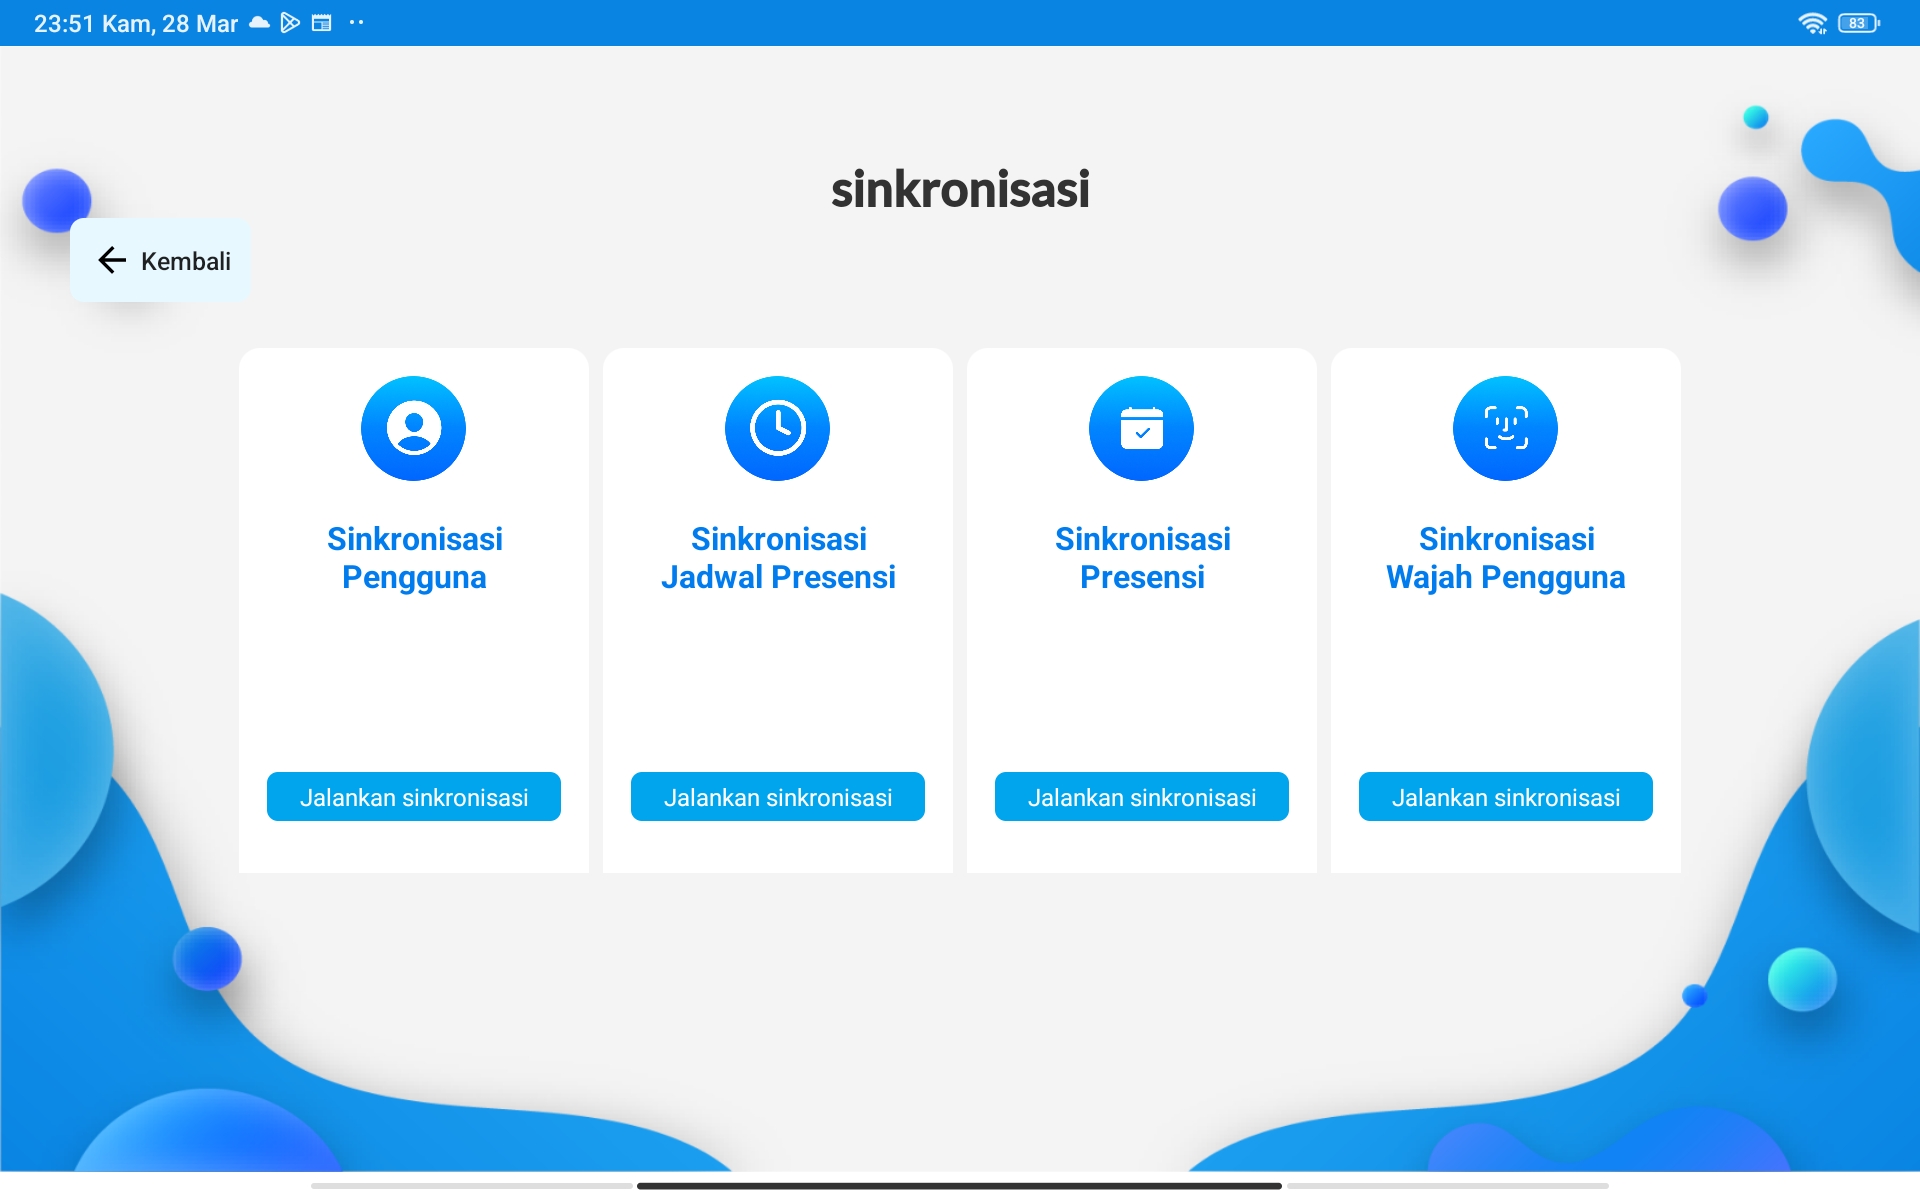 23:51 Kam, 28 Mar
83
sinkronisasi
Kembali
Sinkronisasi
Pengguna
Jalankan sinkronisasi
Sinkronisasi
Jadwal Presensi
Jalankan sinkronisasi
Sinkronisasi
Presensi
Jalankan sinkronisasi
Sinkronisasi
Wajah Pengguna
Jalankan sinkronisasi